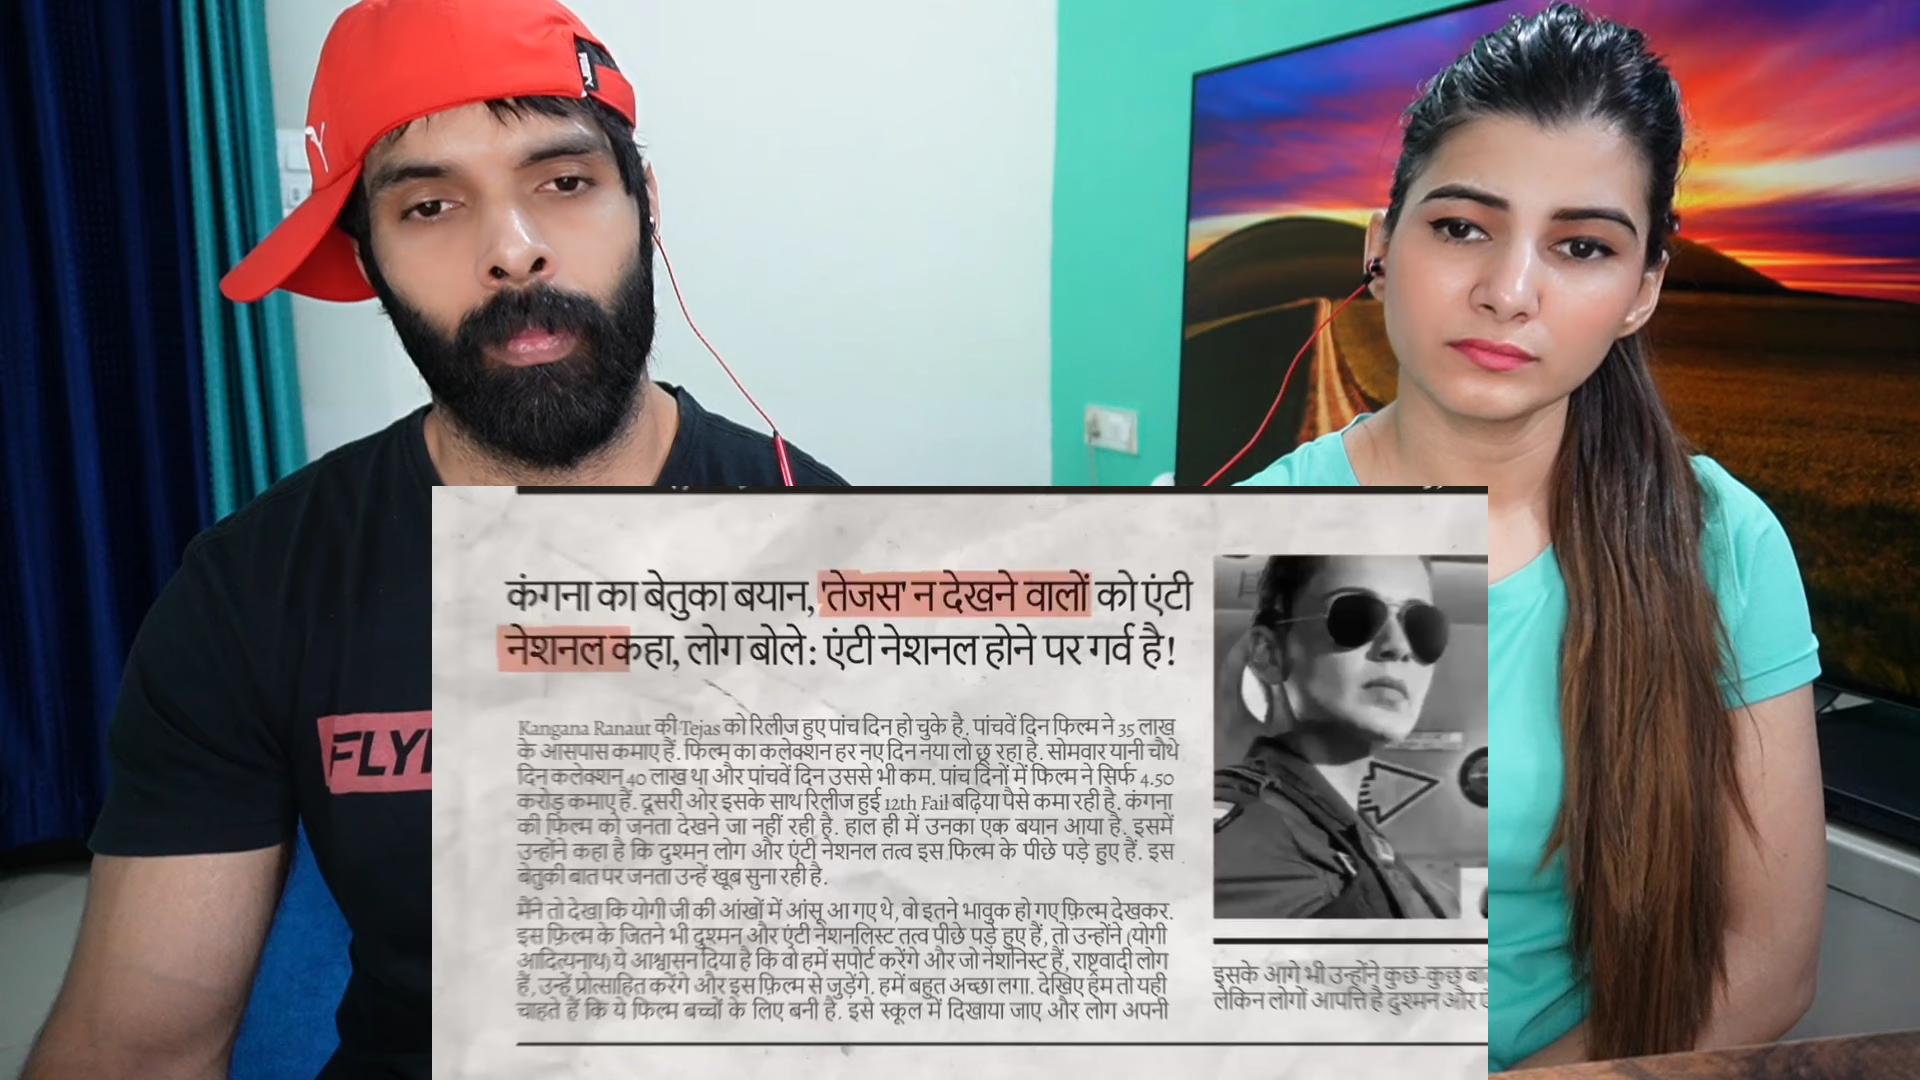 FLY
कंगना का बेतुका बयान, 'तेजस' न देखने वालों को एंटी
नेशनल कहा, लोग बोले: एंटी नेशनल होने पर गर्व है!
Kangana Ranaut की Tejas को रिलीज हुए पांच दिन हो चुके है. पांचवें दिन फिल्म ने 35 लाख
के आसपास कमाए हैं. फिल्म का कलेक्शन हर नए दिन नया लो छू रहा है. सोमवार यानी चौथे
दिन कलेक्शन 40 लाख था और पांचवें दिन उससे भी कम. पांच दिनों में फिल्म ने सिर्फ 4.50
करोड़ कमाए हैं. दूसरी ओर इसके साथ रिलीज हुई 12th Fail बढ़िया पैसे कमा रही है. कंगना
की फिल्म को जनता देखने जा नहीं रही है. हाल ही में उनका एक बयान आया है. इसमें
उन्होंने कहा है कि दुश्मन लोग और एंटी नेशनल तत्व इस फिल्म के पीछे पड़े हुए हैं. इस
बेतुकी बात पर जनता उन्हें खूब सुना रही है.
मैंने तो देखा कि योगी जी की आंखों में आंसू आ गए थे, वो इतने भावुक हो गए फ़िल्म देखकर.
इस फ़िल्म के जितने भी दुश्मन और एंटी नेशनलिस्ट तत्व पीछे पड़े हुए हैं, तो उन्होंने (योगी
आदित्यनाथ) ये आश्वासन दिया है कि वो हमें सपोर्ट करेंगे और जो नेशनिस्ट हैं, राष्ट्रवादी लोग
हैं, उन्हें प्रोत्साहित करेंगे और इस फ़िल्म से जुड़ेंगे. हमें बहुत अच्छा लगा. देखिए हम तो यही
चाहते हैं कि ये फिल्म बच्चों के लिए बनी है. इसे स्कूल में दिखाया जाए और लोग अपनी
इसके आगे भी उन्होंने कुछ-कुछ
लेकिन लोगों आपत्ति है दुश्मन और